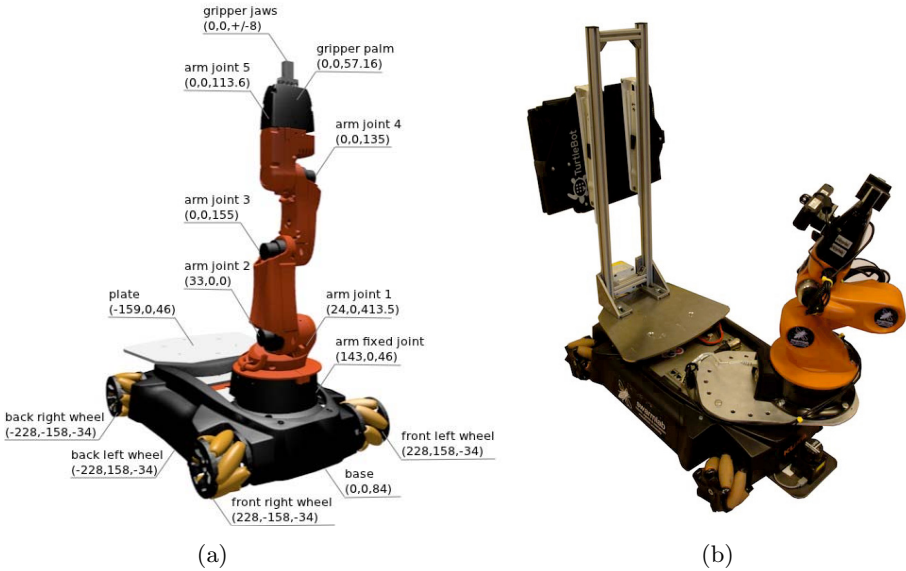 gripper jaws
(0,0,+/-8)
gripper palm
(0,0,57.16)
arm joint 5
(0,0,113.6)
arm joint 4
(0,0,135)
arm joint 3
(0,0,155)
arm joint 2
(33,0,0)
arm joint 1
(24,0,413.5)
plate
(-159,0,46)
arm fixed joint
(143,0,46)
back right wheel
(-228,-158,-34)
back left wheel
(-228,158,-34)
front left wheel
(228,158,-34)
base
(0,0,84)
front right wheel
(228,-158,-34)
TurtleBot
swarmlab
(a)
(b)